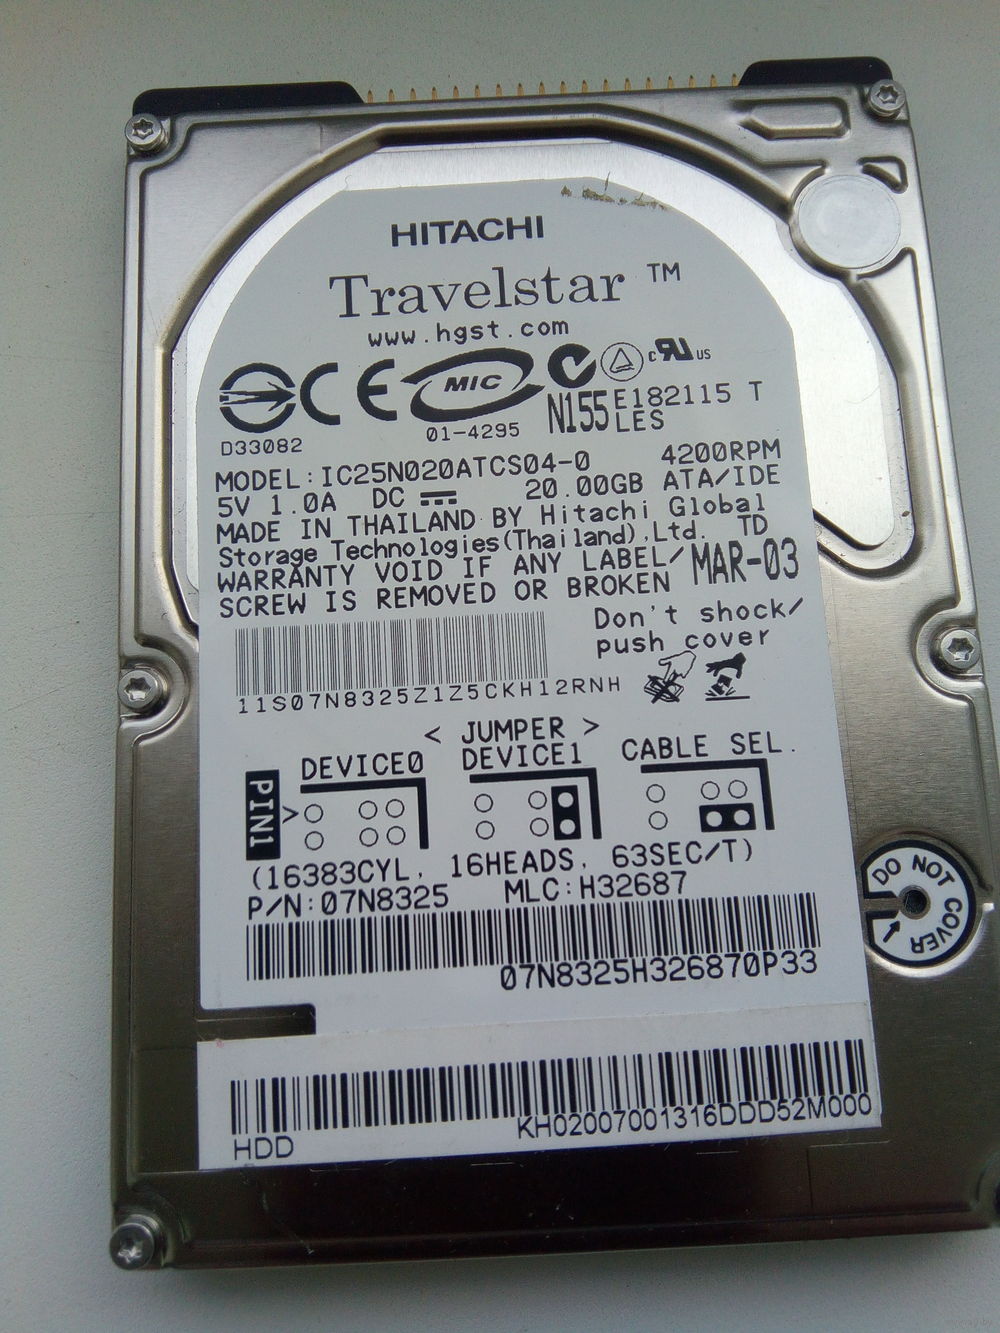 HITACHI
Travelstar ™
www.hgst.com
CE MIC c RU US
D33082 01-4295 N155 E182115 T
LES
MODEL:IC25N020ATCS04-0 4200RPM
5V 1.0A DC 20.00GB ATA/IDE
MADE IN THAILAND BY Hitachi Global
Storage Technologies(Thailand),Ltd. TD
WARRANTY VOID IF ANY LABEL/ MAR-03
SCREW IS REMOVED OR BROKEN
Don't shock/
push cover
11S07N8325Z1Z5CKH12RNH
< JUMPER >
DEVICE0 DEVICE1 CABLE SEL.
PIN1
(16383CYL, 16HEADS, 63SEC/T)
P/N:07N8325 MLC:H32687
07N8325H326870P33
DO NOT COVER
KH02007001316DDD52M000
HDD